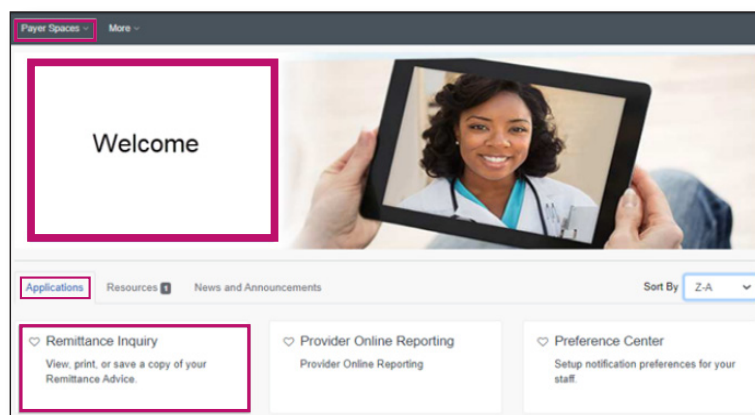 Payer Spaces More
Welcome
Applications Resources 1 News and Announcements Sort By Z-A
Remittance Inquiry
View, print, or save a copy of your
Remittance Advice.
Provider Online Reporting
Provider Online Reporting
Preference Center
Setup notification preferences for your
staff.